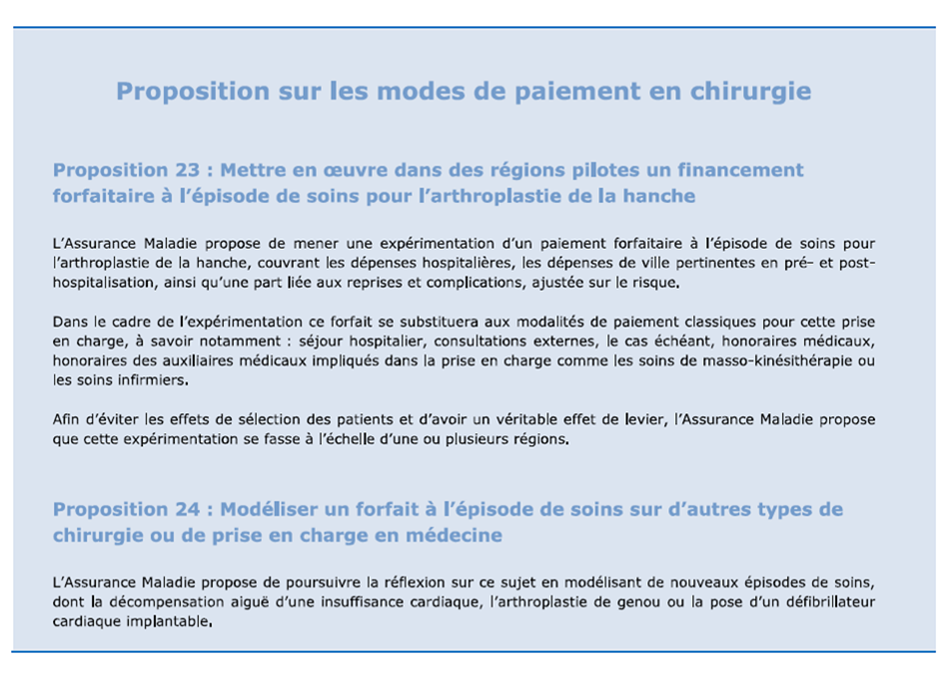 Proposition sur les modes de paiement en chirurgie
Proposition 23 : Mettre en œuvre dans des régions pilotes un financement
forfaitaire à l’épisode de soins pour l’arthroplastie de la hanche
L’Assurance Maladie propose de mener une expérimentation d’un paiement forfaitaire à l’épisode de soins pour
l’arthroplastie de la hanche, couvrant les dépenses hospitalières, les dépenses de ville pertinentes en pré– et post-
hospitalisation, ainsi qu’une part liée aux reprises et complications, ajustée sur le risque.
Dans le cadre de l’expérimentation ce forfait se substituera aux modalités de paiement classiques pour cette prise
en charge, à savoir notamment : séjour hospitalier, consultations externes, le cas échéant, honoraires médicaux,
honoraires des auxiliaires médicaux impliqués dans la prise en charge comme les soins de masso-kinésithérapie ou
les soins infirmiers.
Afin d’éviter les effets de sélection des patients et d’avoir un véritable effet de levier, l’Assurance Maladie propose
que cette expérimentation se fasse à l’échelle d’une ou plusieurs régions.
Proposition 24 : Modéliser un forfait à l’épisode de soins sur d’autres types de
chirurgie ou de prise en charge en médecine
L’Assurance Maladie propose de poursuivre la réflexion sur ce sujet en modélisant de nouveaux épisodes de soins,
dont la décompensation aiguë d’une insuffisance cardiaque, l’arthroplastie de genou ou la pose d’un défibrillateur
cardiaque implantable.